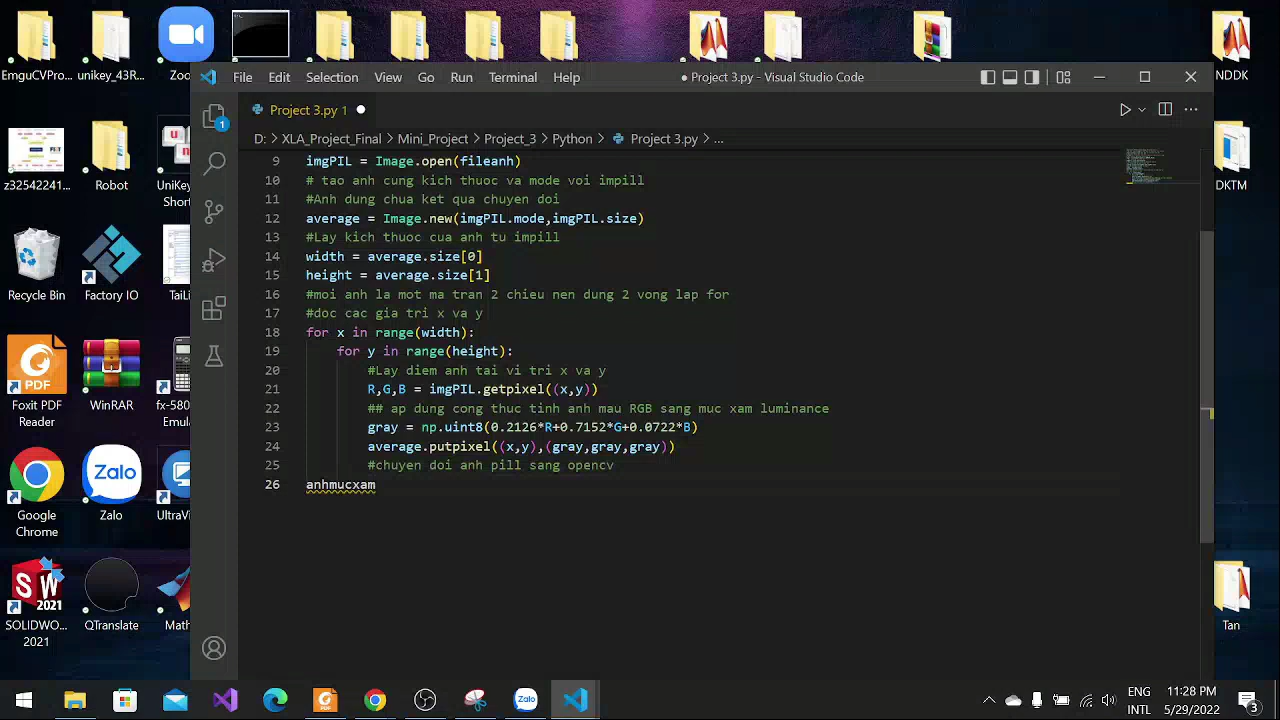 EnguCVPro...
unikey_43R...
Zoo
NDDK
File Edit Selection View Go Run Terminal Help
● Project 3.py - Visual Studio Code
Project 3.py 1 ●
D: > XLA_Project_Final > Mini_Project > Project_3 > Python > Project 3.py > ...
9 imgPIL = Image.open(fileanh)
10 # tao anh cung kich thuoc va mode voi impill
11 #Anh dung chua ket qua chuyen doi
12 average = Image.new(imgPIL.mode,imgPIL.size)
13 #Lay kich thuoc cua anh tu impill
14 width = average.size[0]
15 height = average.size[1]
16 #moi anh la mot ma tran 2 chieu nen dung 2 vong lap for
17 #doc cac gia tri x va y
18 for x in range(width):
19 for y in range(height):
20 #Lay diem anh tai vi tri x va y
21 R,G,B = imgPIL.getpixel((x,y))
22 ## ap dung cong thuc tinh anh mau RGB sang muc xam luminance
23 gray = np.uint8(0.2126*R+0.7152*G+0.0722*B)
24 average.putpixel((x,y),(gray,gray,gray))
25 #chuyen doi anh pill sang opencv
26 anhmucxam
1
z32542241...
Robot
UniKey
Short
DKTM
Recycle Bin
Factory IO
TaiLi
Foxit PDF
Reader
WinRAR
fx-580
Emula
PDF
Google
Chrome
Zalo
Zalo
UltraVi
SOLIDWO...
2021
QTranslate
Math
Tan
SW
2021
PDF
Zalo
ENG
INTL
11:28 PM
5/29/2022
3